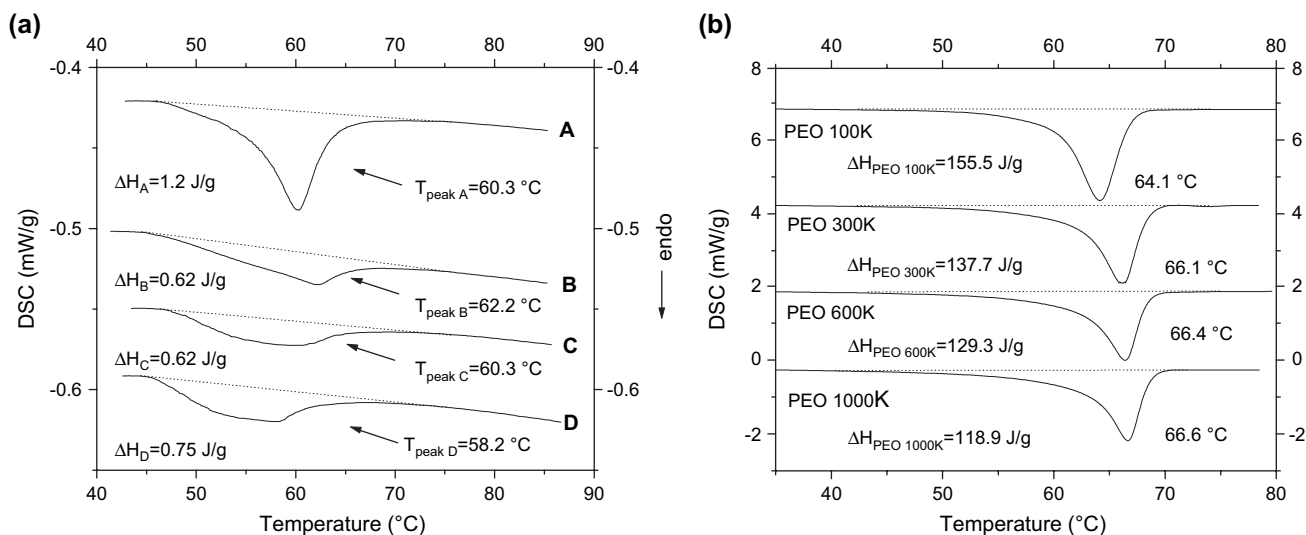 (a)
40 50 60 70 80 90
-0.4 -0.4
A
ΔH_A=1.2 J/g
T_peak A=60.3 °C
-0.5 -0.5
B
ΔH_B=0.62 J/g
T_peak B=62.2 °C
C
ΔH_C=0.62 J/g
T_peak C=60.3 °C
-0.6 -0.6
D
ΔH_D=0.75 J/g
T_peak D=58.2 °C
DSC (mW/g)
endo
40 50 60 70 80 90
Temperature (°C)
(b)
40 50 60 70 80
8 8
6 6
PEO 100K
ΔH_PEO 100K=155.5 J/g
64.1 °C
4 4
PEO 300K
ΔH_PEO 300K=137.7 J/g
66.1 °C
2 2
PEO 600K
ΔH_PEO 600K=129.3 J/g
66.4 °C
0 0
PEO 1000K
ΔH_PEO 1000K=118.9 J/g
66.6 °C
-2 -2
DSC (mW/g)
40 50 60 70 80
Temperature (°C)